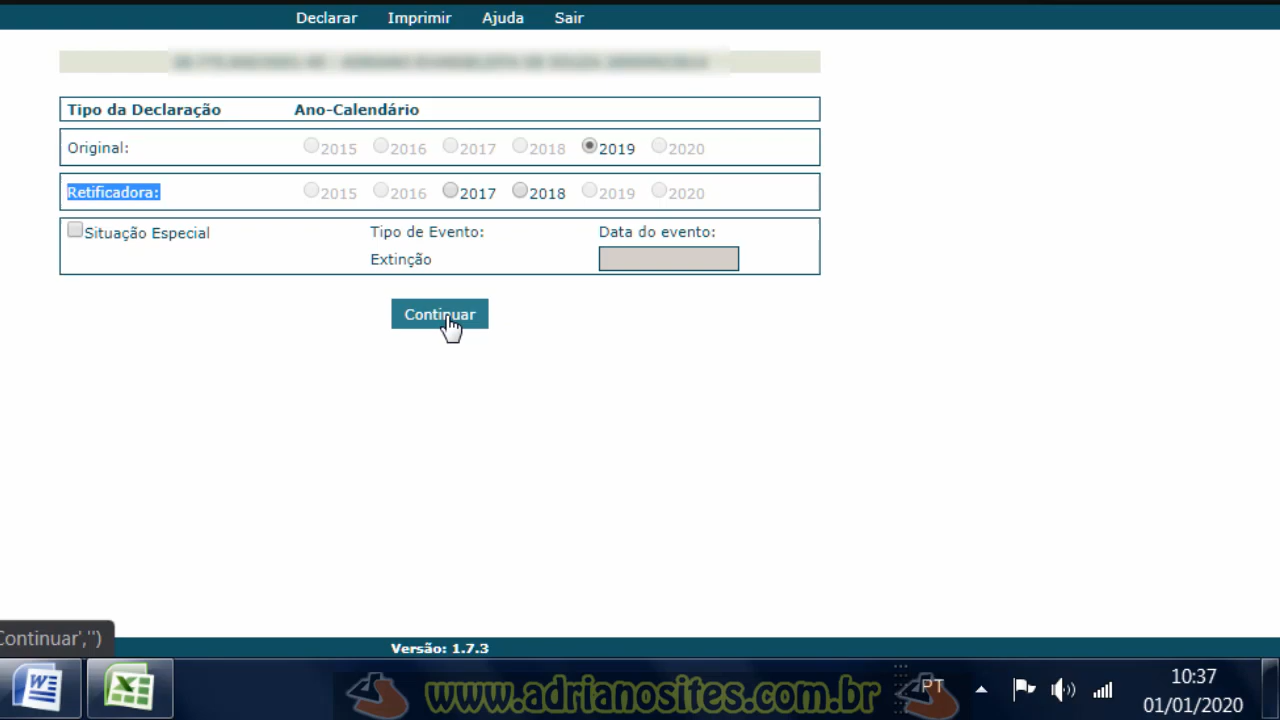 Declarar Imprimir Ajuda Sair
Tipo da Declaração Ano-Calendário
Original: 2015 2016 2017 2018 2019 2020
Retificadora: 2015 2016 2017 2018 2019 2020
Situação Especial Tipo de Evento: Data do evento:
Extinção
Continuar
Continuar','')
Versão: 1.7.3
www.adrianosites.com.br
PT
10:37
01/01/2020